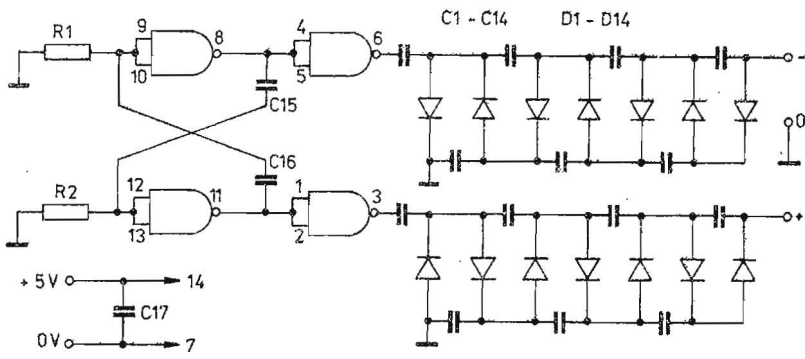 C1 - C14 D1 - D14
R1 9 8 4 6
10 5
C15
- 
0
C16
R2 12 11 1 3
13 2
+
+ 5V 14
C17
0V 7